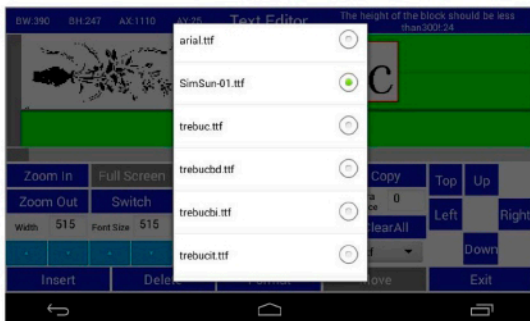 BW:390 BH:247 AX:1110 AY:25 Text Editor The height of the block should be less than300!:24
arial.ttf
SimSun-01.ttf
C
trebuc.ttf
trebucbd.ttf
trebucbi.ttf
trebucit.ttf
Zoom In Full Screen Copy Top Up
Zoom Out Switch 0
Width 515 Font Size 515 ClearAll Left Right
Down
Insert Exit